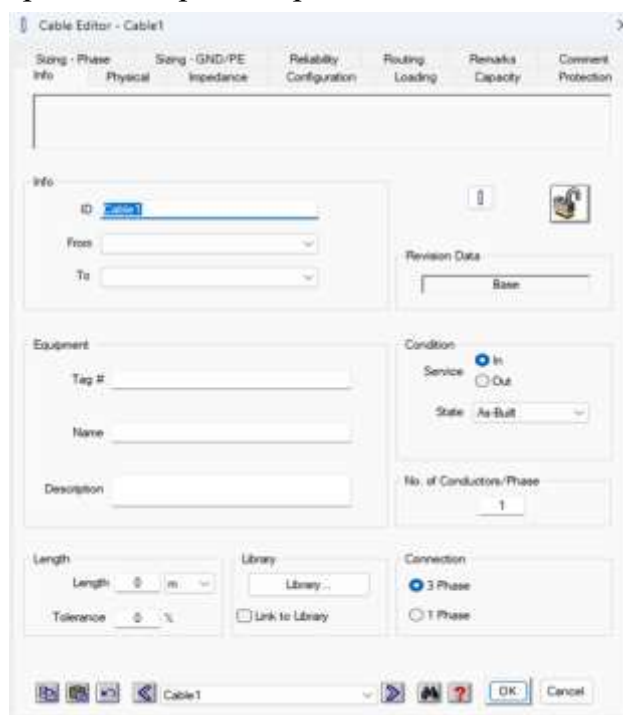 Cable Editor - Cable1
Sizing - Phase Sizing - GND/PE Reliability Routing Remarks Comment
Info Physical Impedance Configuration Loading Capacity Protection
Info
ID Cable1
From
To
Revision Data
Base
Equipment
Tag #
Name
Description
Condition
Service In
Out
State As-Built
No. of Conductors/Phase
1
Length
Length 0 m
Tolerance 0 %
Library
Library...
Link to Library
Connection
3 Phase
1 Phase
Cable1 ? OK Cancel